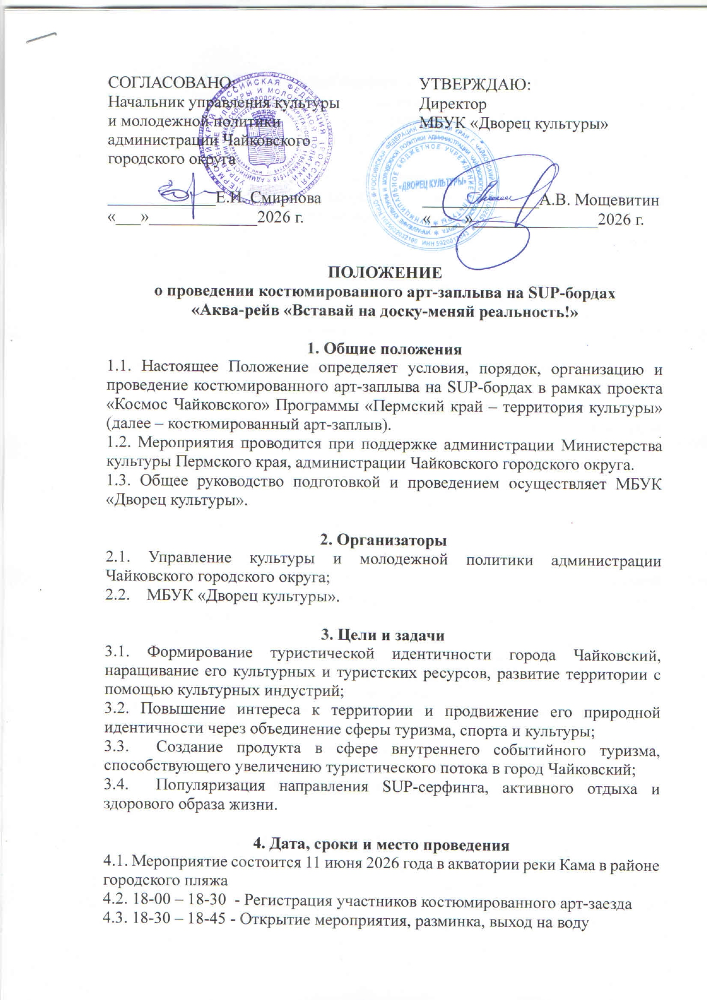 СОГЛАСОВАНО:
Начальник управления культуры
и молодежной политики
администрации Чайковского
городского округа
______________Е.И. Смирнова
«___»______________2026 г.
УТВЕРЖДАЮ:
Директор
МБУК «Дворец культуры»
«ДВОРЕЦ КУЛЬТУРЫ»
_______________А.В. Мощевитин
«____»________________2026 г.
ПОЛОЖЕНИЕ
о проведении костюмированного арт-заплыва на SUP-бордах
«Аква-рейв «Вставай на доску-меняй реальность!»
1. Общие положения
1.1. Настоящее Положение определяет условия, порядок, организацию и
проведение костюмированного арт-заплыва на SUP-бордах в рамках проекта
«Космос Чайковского» Программы «Пермский край – территория культуры»
(далее – костюмированный арт-заплыв).
1.2. Мероприятия проводится при поддержке администрации Министерства
культуры Пермского края, администрации Чайковского городского округа.
1.3. Общее руководство подготовкой и проведением осуществляет МБУК
«Дворец культуры».
2. Организаторы
2.1. Управление культуры и молодежной политики администрации
Чайковского городского округа;
2.2. МБУК «Дворец культуры».
3. Цели и задачи
3.1. Формирование туристической идентичности города Чайковский,
наращивание его культурных и туристских ресурсов, развитие территории с
помощью культурных индустрий;
3.2. Повышение интереса к территории и продвижение его природной
идентичности через объединение сферы туризма, спорта и культуры;
3.3. Создание продукта в сфере внутреннего событийного туризма,
способствующего увеличению туристического потока в город Чайковский;
3.4. Популяризация направления SUP-серфинга, активного отдыха и
здорового образа жизни.
4. Дата, сроки и место проведения
4.1. Мероприятие состоится 11 июня 2026 года в акватории реки Кама в районе
городского пляжа
4.2. 18-00 – 18-30 - Регистрация участников костюмированного арт-заезда
4.3. 18-30 – 18-45 - Открытие мероприятия, разминка, выход на воду